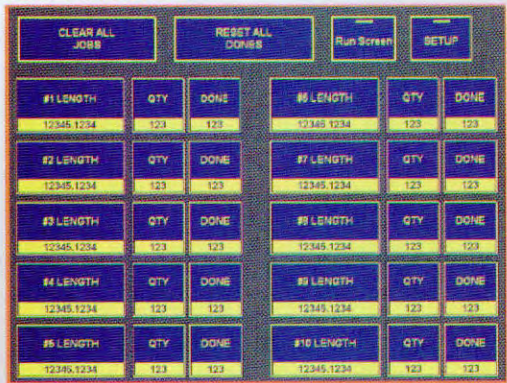 CLEAR ALL
JOBS
RESET ALL
DONES
Run Screen
SETUP
#1 LENGTH QTY DONE
12345.1234 123 123
#6 LENGTH QTY DONE
12345.1234 123 123
#2 LENGTH QTY DONE
12345.1234 123 123
#7 LENGTH QTY DONE
12345.1234 123 123
#3 LENGTH QTY DONE
12345.1234 123 123
#8 LENGTH QTY DONE
12345.1234 123 123
#4 LENGTH QTY DONE
12345.1234 123 123
#9 LENGTH QTY DONE
12345.1234 123 123
#5 LENGTH QTY DONE
12345.1234 123 123
#10 LENGTH QTY DONE
12345.1234 123 123